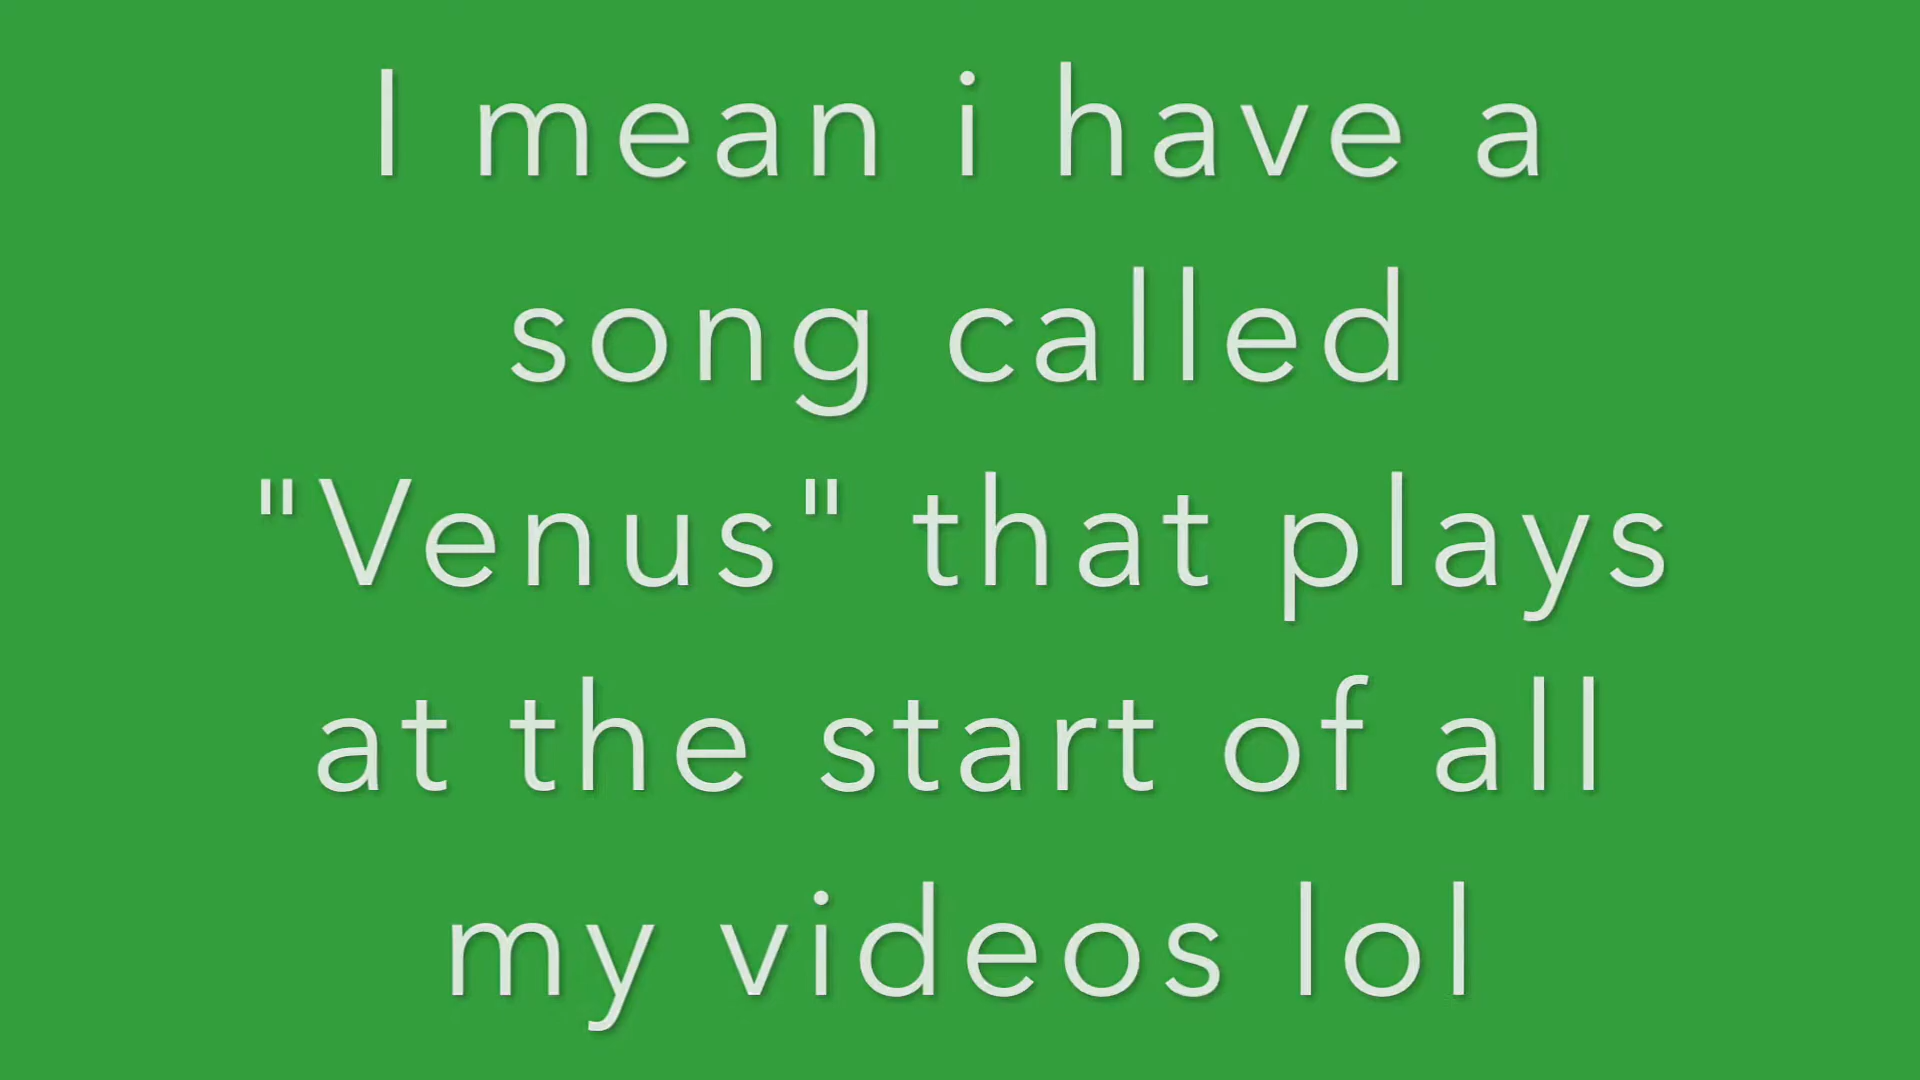 I mean i have a
song called
"Venus" that plays
at the start of all
my videos lol